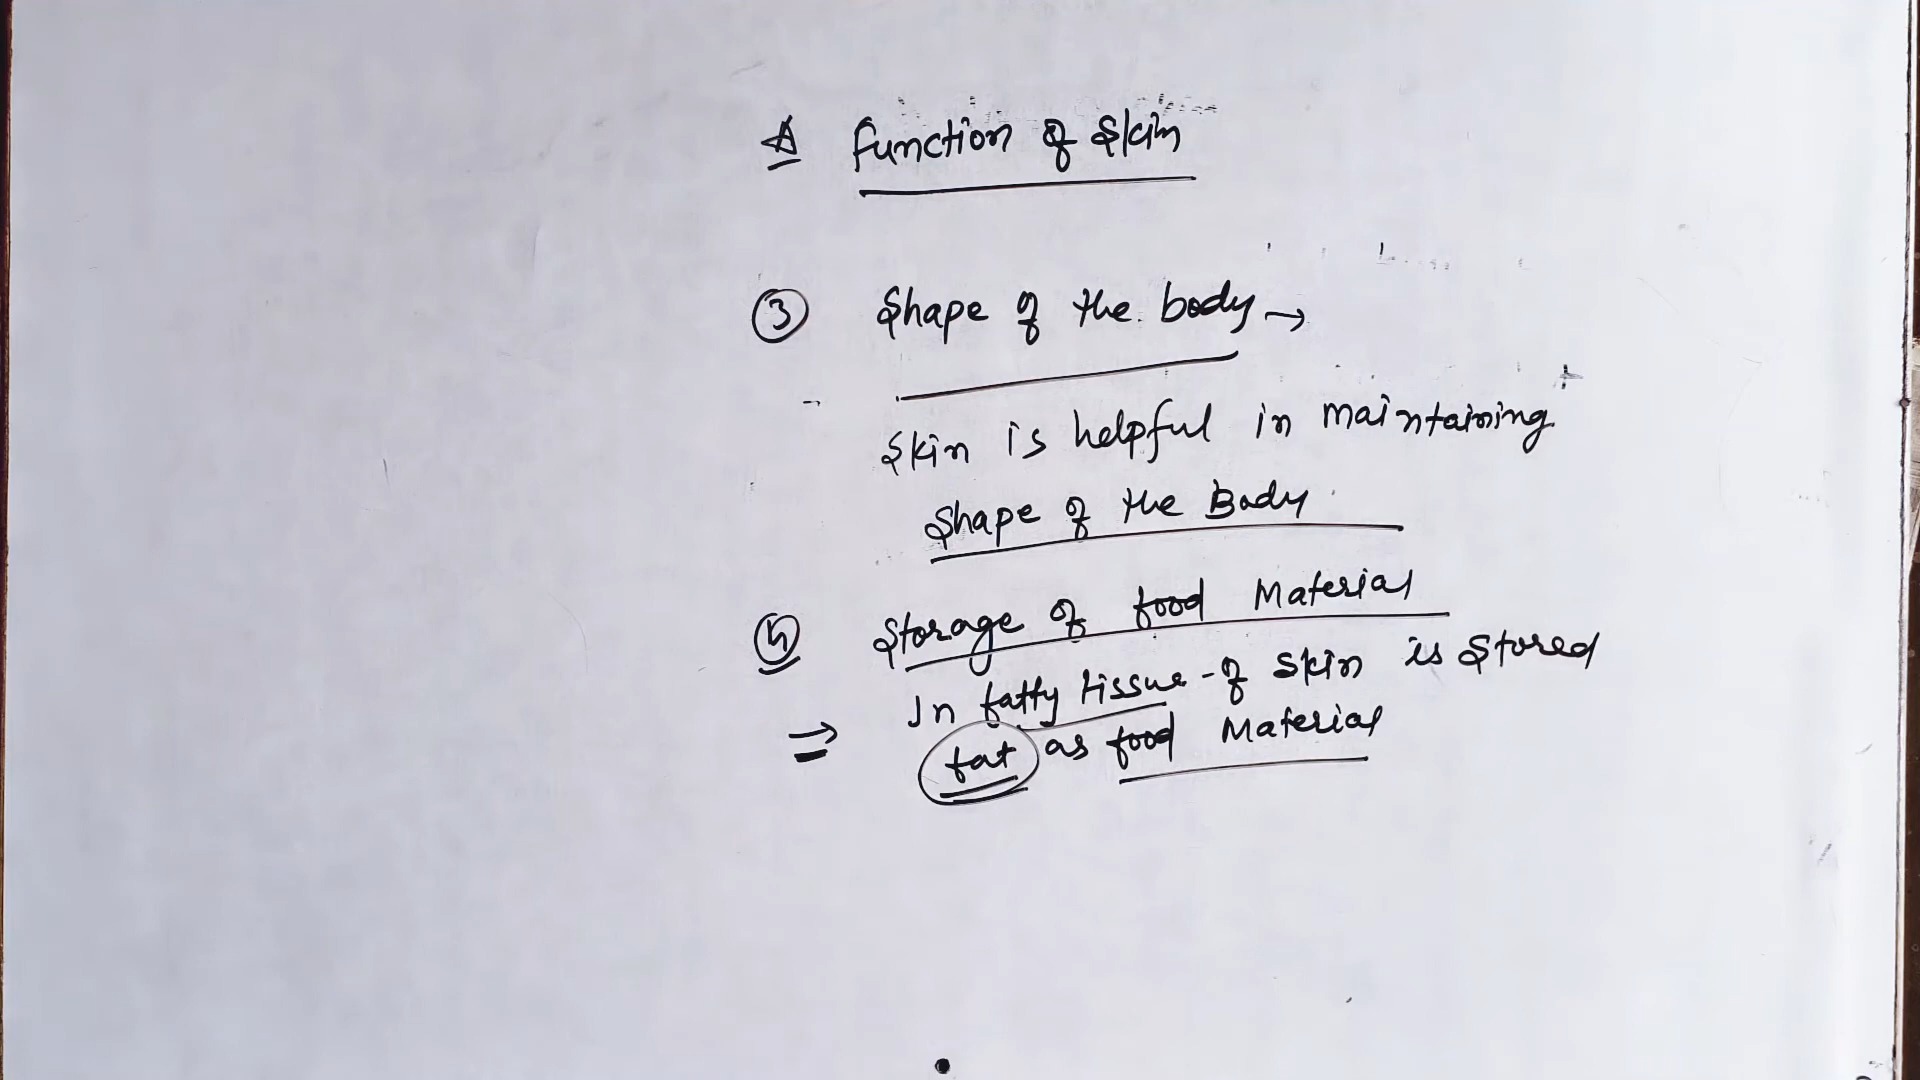 ☆ Function of Skin
③ Shape of the body →
Skin is helpful in maintaining
Shape of the Body
④ Storage of food Material
In fatty tissue of skin is stored
⇒ fat as food Material